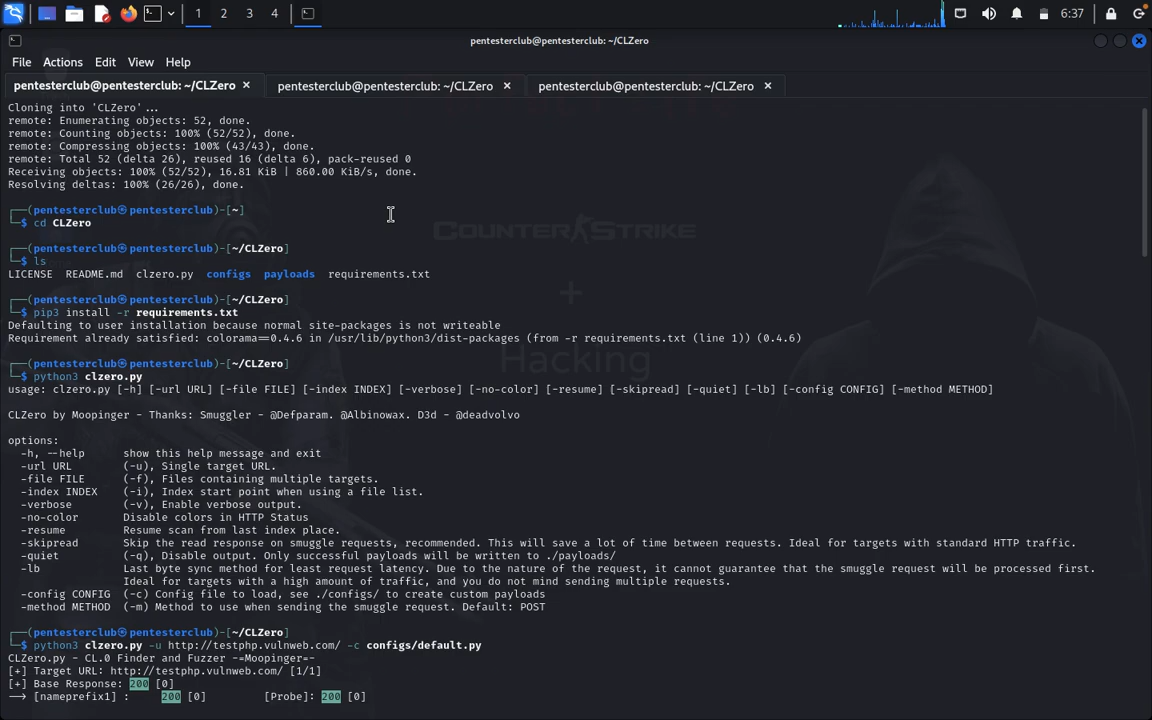 1 2 3 4 6:37
pentesterclub@pentesterclub: ~/CLZero
File Actions Edit View Help
pentesterclub@pentesterclub: ~/CLZero × pentesterclub@pentesterclub: ~/CLZero × pentesterclub@pentesterclub: ~/CLZero ×
Cloning into 'CLZero'...
remote: Enumerating objects: 52, done.
remote: Counting objects: 100% (52/52), done.
remote: Compressing objects: 100% (43/43), done.
remote: Total 52 (delta 26), reused 16 (delta 6), pack-reused 0
Receiving objects: 100% (52/52), 16.81 KiB | 860.00 KiB/s, done.
Resolving deltas: 100% (26/26), done.
┌──(pentesterclub㉿pentesterclub)-[~]
└─$ cd CLZero
COUNTER STRIKE
┌──(pentesterclub㉿pentesterclub)-[~/CLZero]
└─$ ls
LICENSE README.md clzero.py configs payloads requirements.txt
+
┌──(pentesterclub㉿pentesterclub)-[~/CLZero]
└─$ pip3 install -r requirements.txt
Defaulting to user installation because normal site-packages is not writeable
Requirement already satisfied: colorama==0.4.6 in /usr/lib/python3/dist-packages (from -r requirements.txt (line 1)) (0.4.6)
Hacking
┌──(pentesterclub㉿pentesterclub)-[~/CLZero]
└─$ python3 clzero.py
usage: clzero.py [-h] [-url URL] [-file FILE] [-index INDEX] [-verbose] [-no-color] [-resume] [-skipread] [-quiet] [-lb] [-config CONFIG] [-method METHOD]
CLZero by Moopinger - Thanks: Smuggler - @Defparam. @Albinowax. D3d - @deadvolvo
options:
-h, --help show this help message and exit
-url URL (-u), Single target URL.
-file FILE (-f), Files containing multiple targets.
-index INDEX (-i), Index start point when using a file list.
-verbose (-v), Enable verbose output.
-no-color Disable colors in HTTP Status
-resume Resume scan from last index place.
-skipread Skip the read response on smuggle requests, recommended. This will save a lot of time between requests. Ideal for targets with standard HTTP traffic.
-quiet (-q), Disable output. Only successful payloads will be written to ./payloads/
-lb Last byte sync method for least request latency. Due to the nature of the request, it cannot guarantee that the smuggle request will be processed first.
Ideal for targets with a high amount of traffic, and you do not mind sending multiple requests.
-config CONFIG (-c) Config file to load, see ./configs/ to create custom payloads
-method METHOD (-m) Method to use when sending the smuggle request. Default: POST
┌──(pentesterclub㉿pentesterclub)-[~/CLZero]
└─$ python3 clzero.py -u http://testphp.vulnweb.com/ -c configs/default.py
CLZero.py - CL.0 Finder and Fuzzer -=Moopinger=-
[+] Target URL: http://testphp.vulnweb.com/ [1/1]
[+] Base Response: 200 [0]
--> [nameprefix1] : 200 [0] [Probe]: 200 [0]